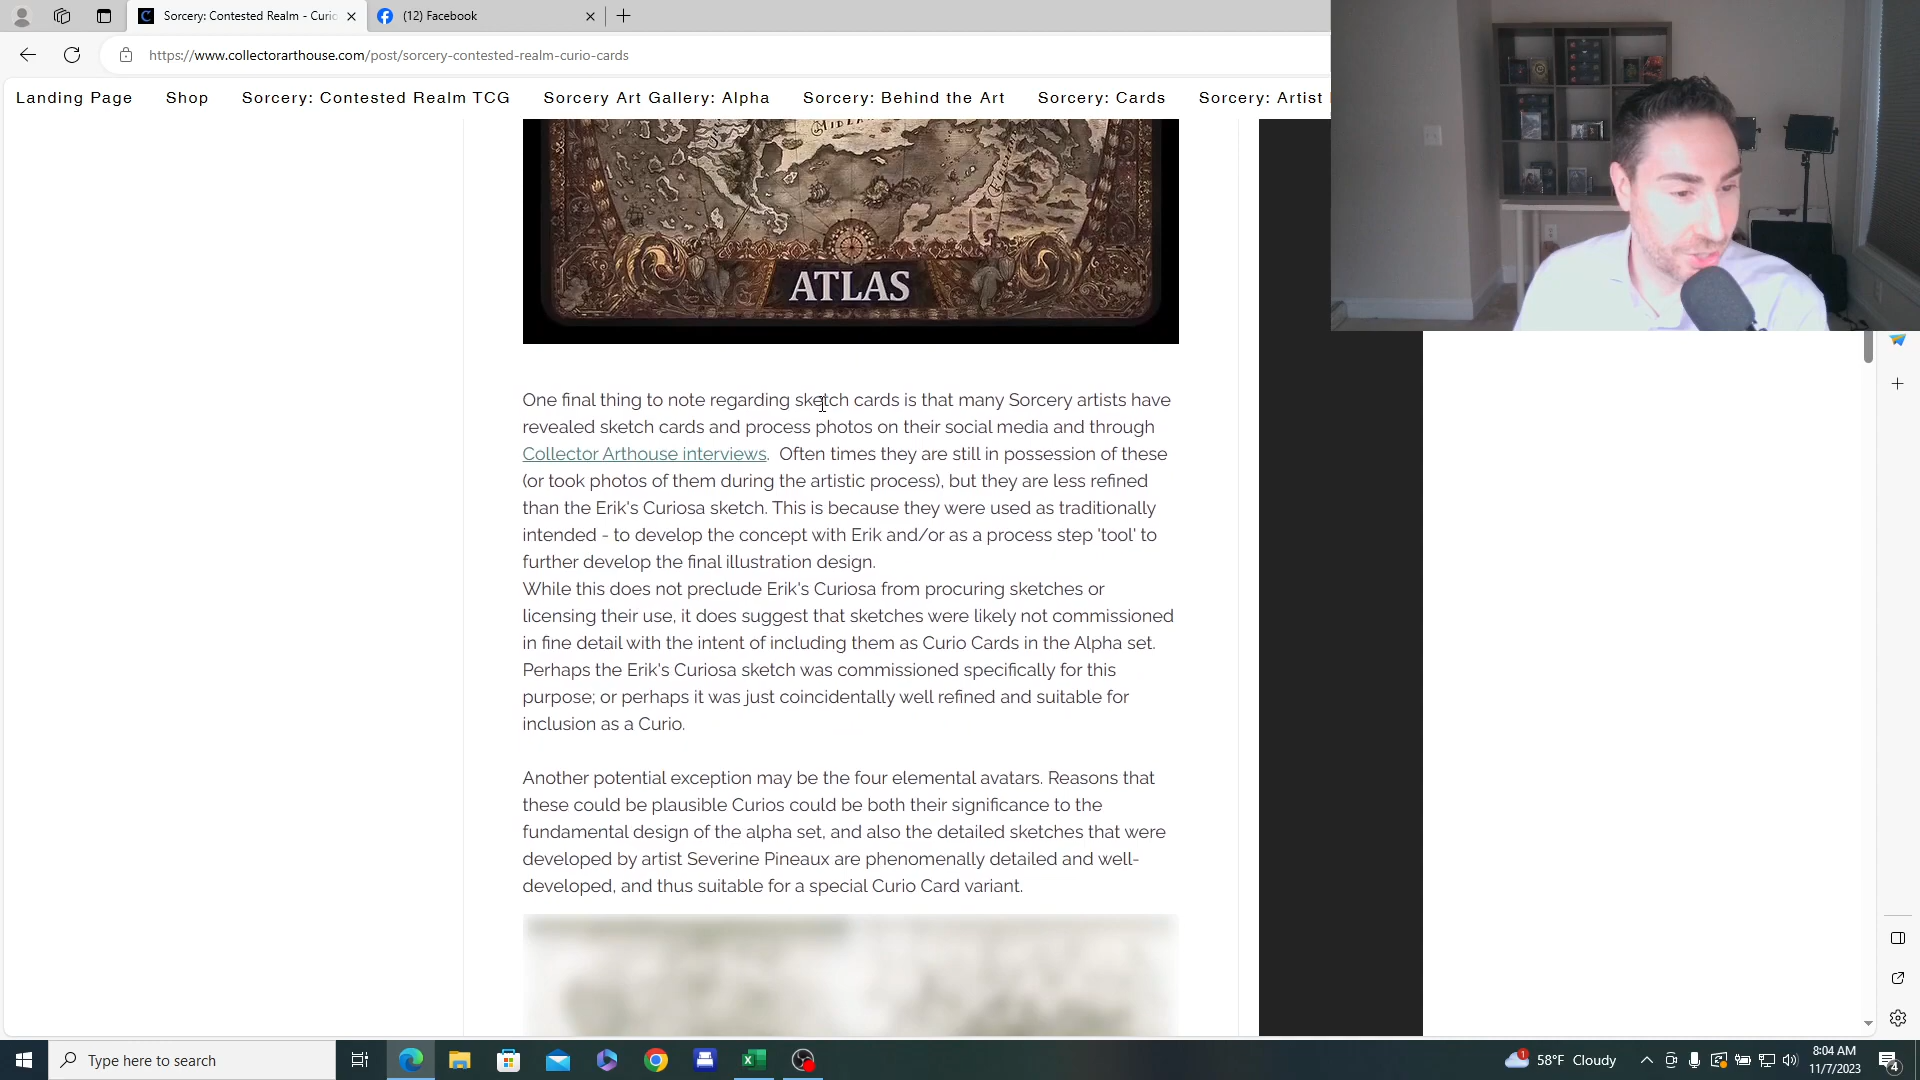 Sorcery: Contested Realm - Curio
(12) Facebook
https://www.collectorarthouse.com/post/sorcery-contested-realm-curio-cards
Landing Page Shop Sorcery: Contested Realm TCG Sorcery Art Gallery: Alpha Sorcery: Behind the Art Sorcery: Cards Sorcery: Artist
ATLAS
One final thing to note regarding sketch cards is that many Sorcery artists have
revealed sketch cards and process photos on their social media and through
Collector Arthouse interviews. Often times they are still in possession of these
(or took photos of them during the artistic process), but they are less refined
than the Erik's Curiosa sketch. This is because they were used as traditionally
intended - to develop the concept with Erik and/or as a process step 'tool' to
further develop the final illustration design.
While this does not preclude Erik's Curiosa from procuring sketches or
licensing their use, it does suggest that sketches were likely not commissioned
in fine detail with the intent of including them as Curio Cards in the Alpha set.
Perhaps the Erik's Curiosa sketch was commissioned specifically for this
purpose; or perhaps it was just coincidentally well refined and suitable for
inclusion as a Curio.
Another potential exception may be the four elemental avatars. Reasons that
these could be plausible Curios could be both their significance to the
fundamental design of the alpha set, and also the detailed sketches that were
developed by artist Severine Pineaux are phenomenally detailed and well-
developed, and thus suitable for a special Curio Card variant.
Type here to search
1
58°F Cloudy
8:04 AM
11/7/2023
4